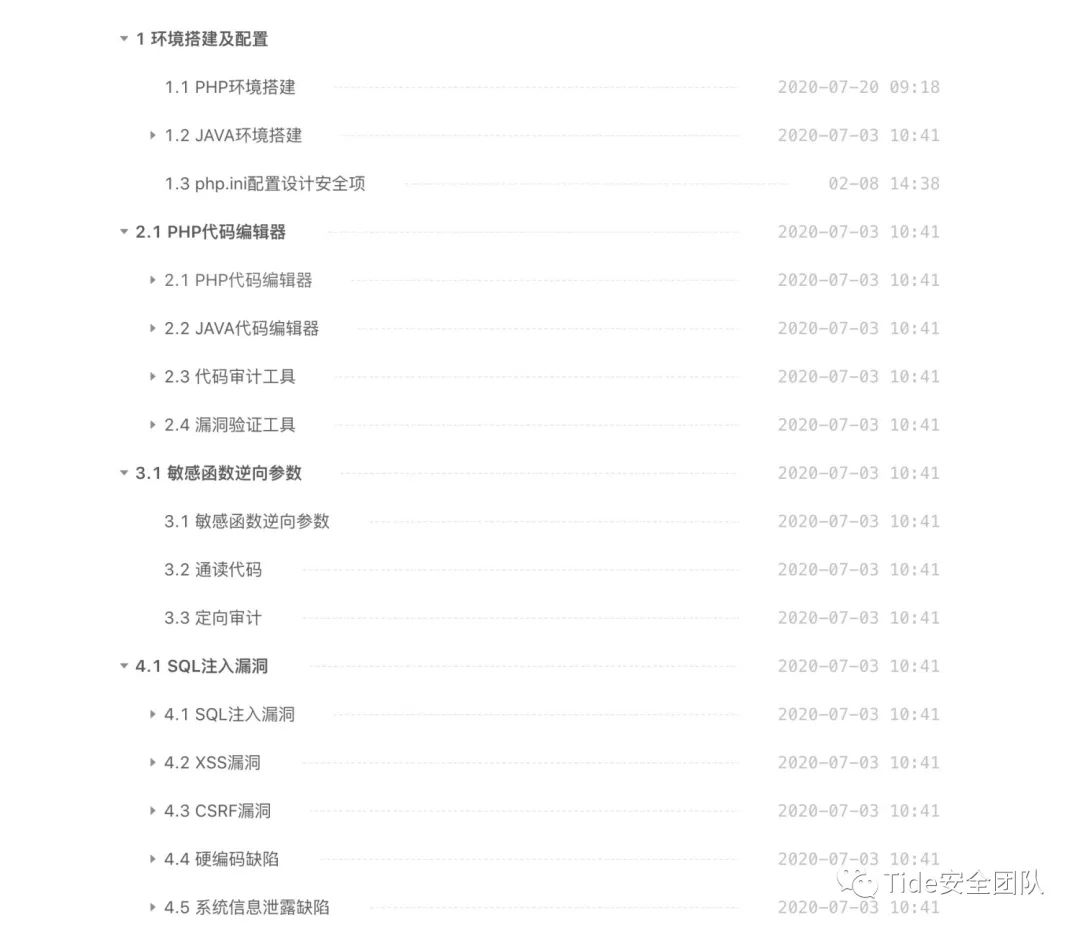 1 环境搭建及配置
1.1 PHP环境搭建 2020-07-20 09:18
1.2 JAVA环境搭建 2020-07-03 10:41
1.3 php.ini配置设计安全项 02-08 14:38
2.1 PHP代码编辑器 2020-07-03 10:41
2.1 PHP代码编辑器 2020-07-03 10:41
2.2 JAVA代码编辑器 2020-07-03 10:41
2.3 代码审计工具 2020-07-03 10:41
2.4 漏洞验证工具 2020-07-03 10:41
3.1 敏感函数逆向参数 2020-07-03 10:41
3.1 敏感函数逆向参数 2020-07-03 10:41
3.2 通读代码 2020-07-03 10:41
3.3 定向审计 2020-07-03 10:41
4.1 SQL注入漏洞 2020-07-03 10:41
4.1 SQL注入漏洞 2020-07-03 10:41
4.2 XSS漏洞 2020-07-03 10:41
4.3 CSRF漏洞 2020-07-03 10:41
4.4 硬编码缺陷 2020-07-03 10:41
Tide安全团队
4.5 系统信息泄露缺陷 2020-07-03 10:41